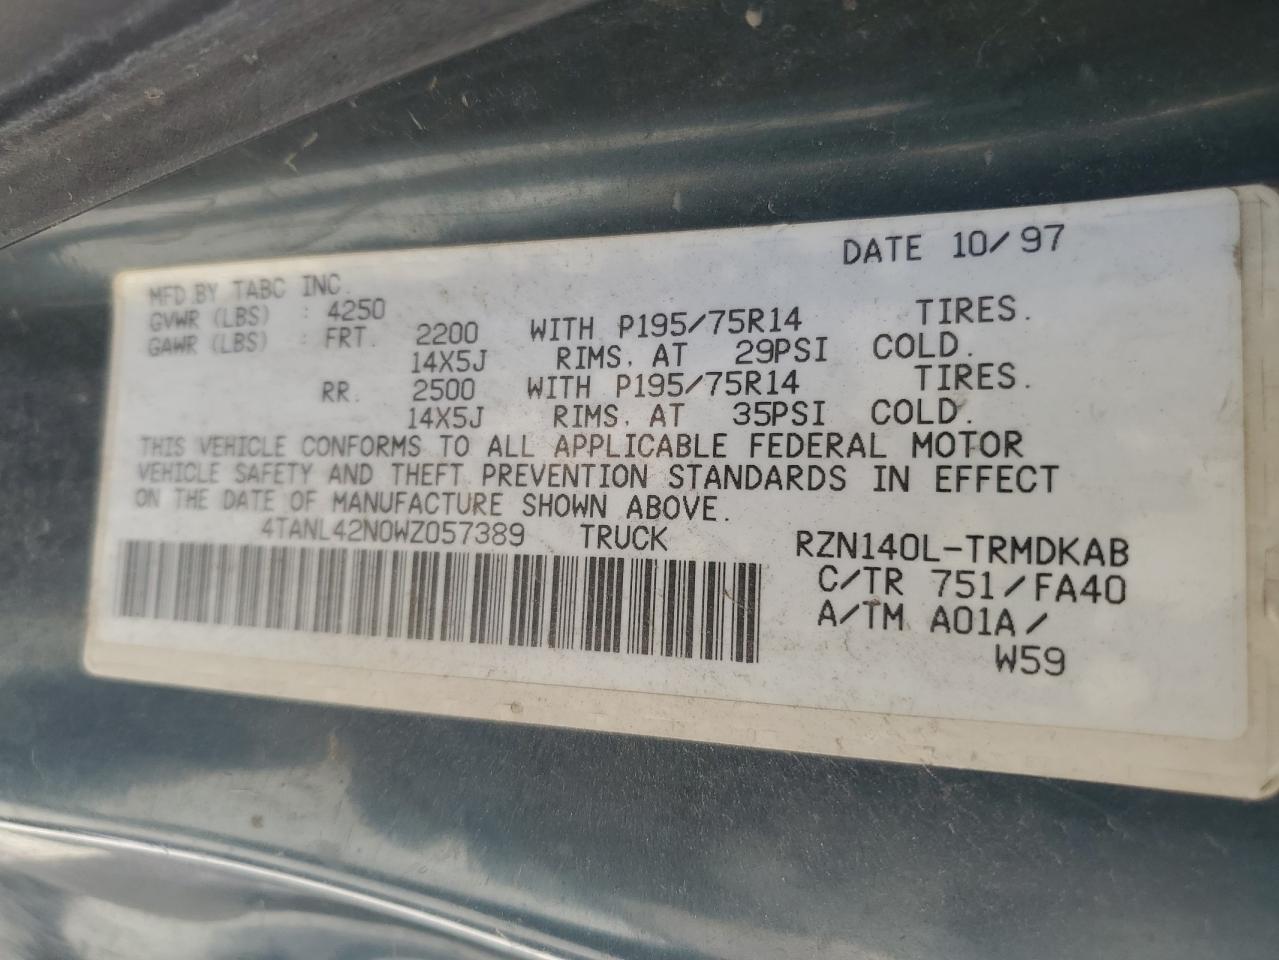 DATE 10/97
MFD.BY TABC INC.
GVWR (LBS) : 4250
GAWR (LBS) : FRT. 2200 WITH P195/75R14 TIRES.
14X5J RIMS. AT 29PSI COLD.
RR. 2500 WITH P195/75R14 TIRES.
14X5J RIMS. AT 35PSI COLD.
THIS VEHICLE CONFORMS TO ALL APPLICABLE FEDERAL MOTOR
VEHICLE SAFETY AND THEFT PREVENTION STANDARDS IN EFFECT
ON THE DATE OF MANUFACTURE SHOWN ABOVE.
4TANL42N0WZ057389 TRUCK RZN140L-TRMDKAB
C/TR 751/FA40
A/TM A01A/
W59